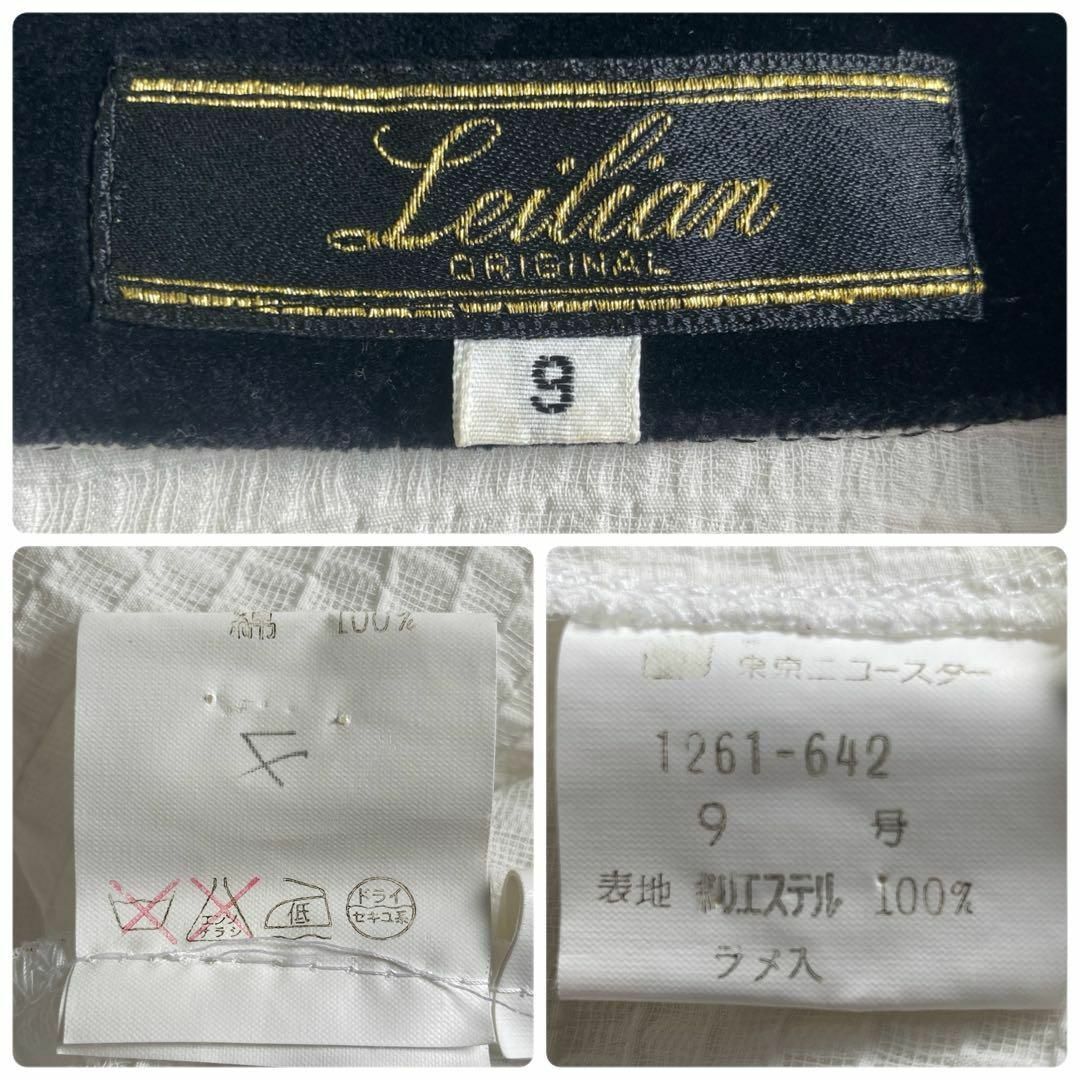 Leilian
ORIGINAL
9
綿 100%
エンソ
サラシ
低
ドライ
セキユ系
東京ニコースター
1261-642
9 号
表地 ポリエステル 100%
ラメ入